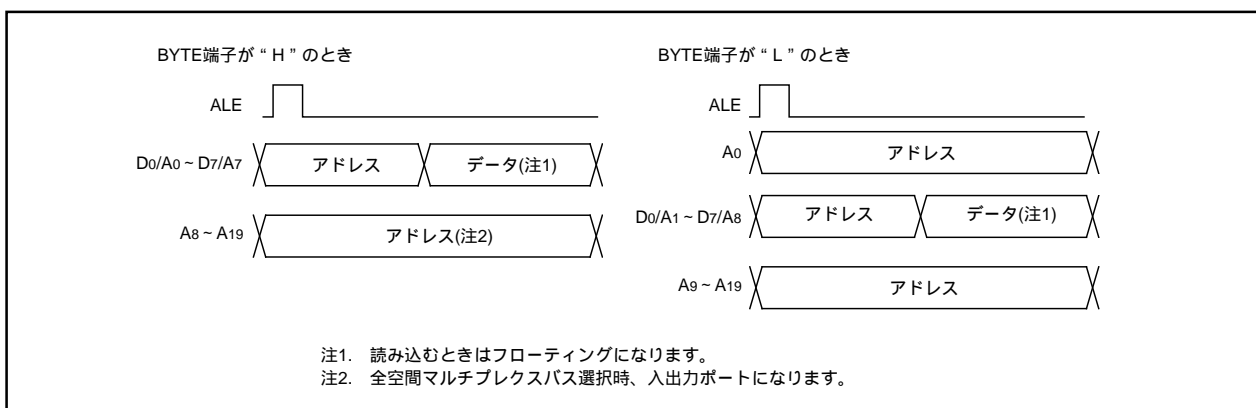 BYTE端子が“H”のとき
ALE
D0/A0~D7/A7
アドレス
データ(注1)
A8~A19
アドレス(注2)
BYTE端子が“L”のとき
ALE
A0
アドレス
D0/A1~D7/A8
アドレス
データ(注1)
A9~A19
アドレス
注1. 読み込むときはフローティングになります。
注2. 全空間マルチプレクスバス選択時、入出力ポートになります。